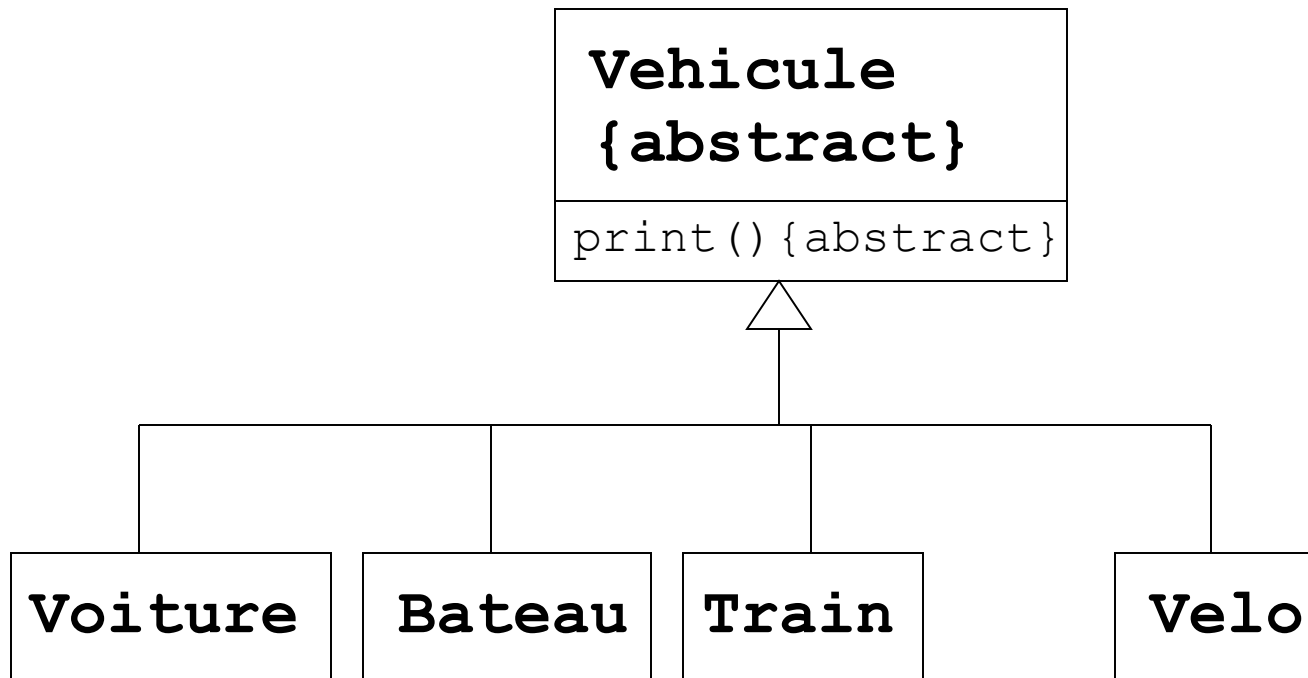 Vehicule
{abstract}
print(){abstract}
Voiture
Bateau
Train
Velo